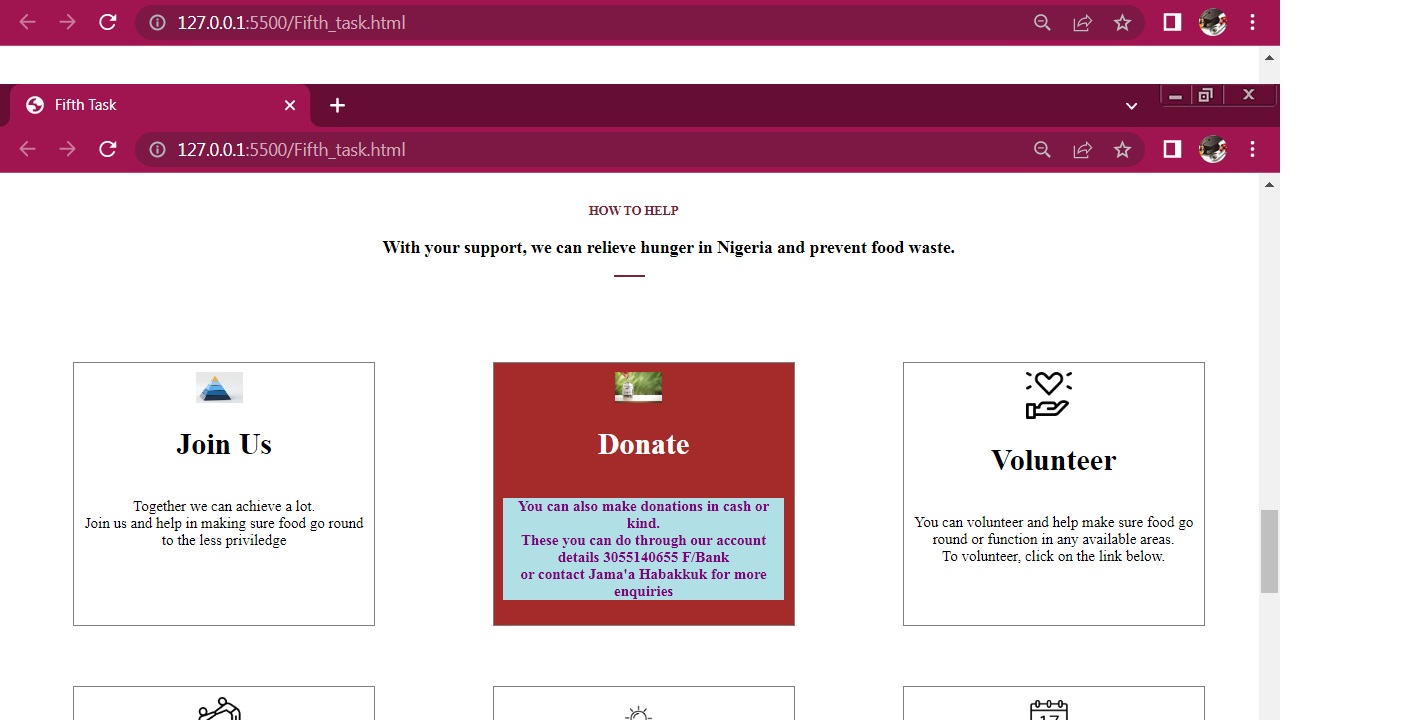 127.0.0.1:5500/Fifth_task.html
Fifth Task
127.0.0.1:5500/Fifth_task.html
HOW TO HELP
With your support, we can relieve hunger in Nigeria and prevent food waste.
Join Us
Together we can achieve a lot.
Join us and help in making sure food go round
to the less priviledge
Donate
You can also make donations in cash or
kind.
These you can do through our account
details 3055140655 F/Bank
or contact Jama'a Habakkuk for more
enquiries
Volunteer
You can volunteer and help make sure food go
round or function in any available areas.
To volunteer, click on the link below.
17